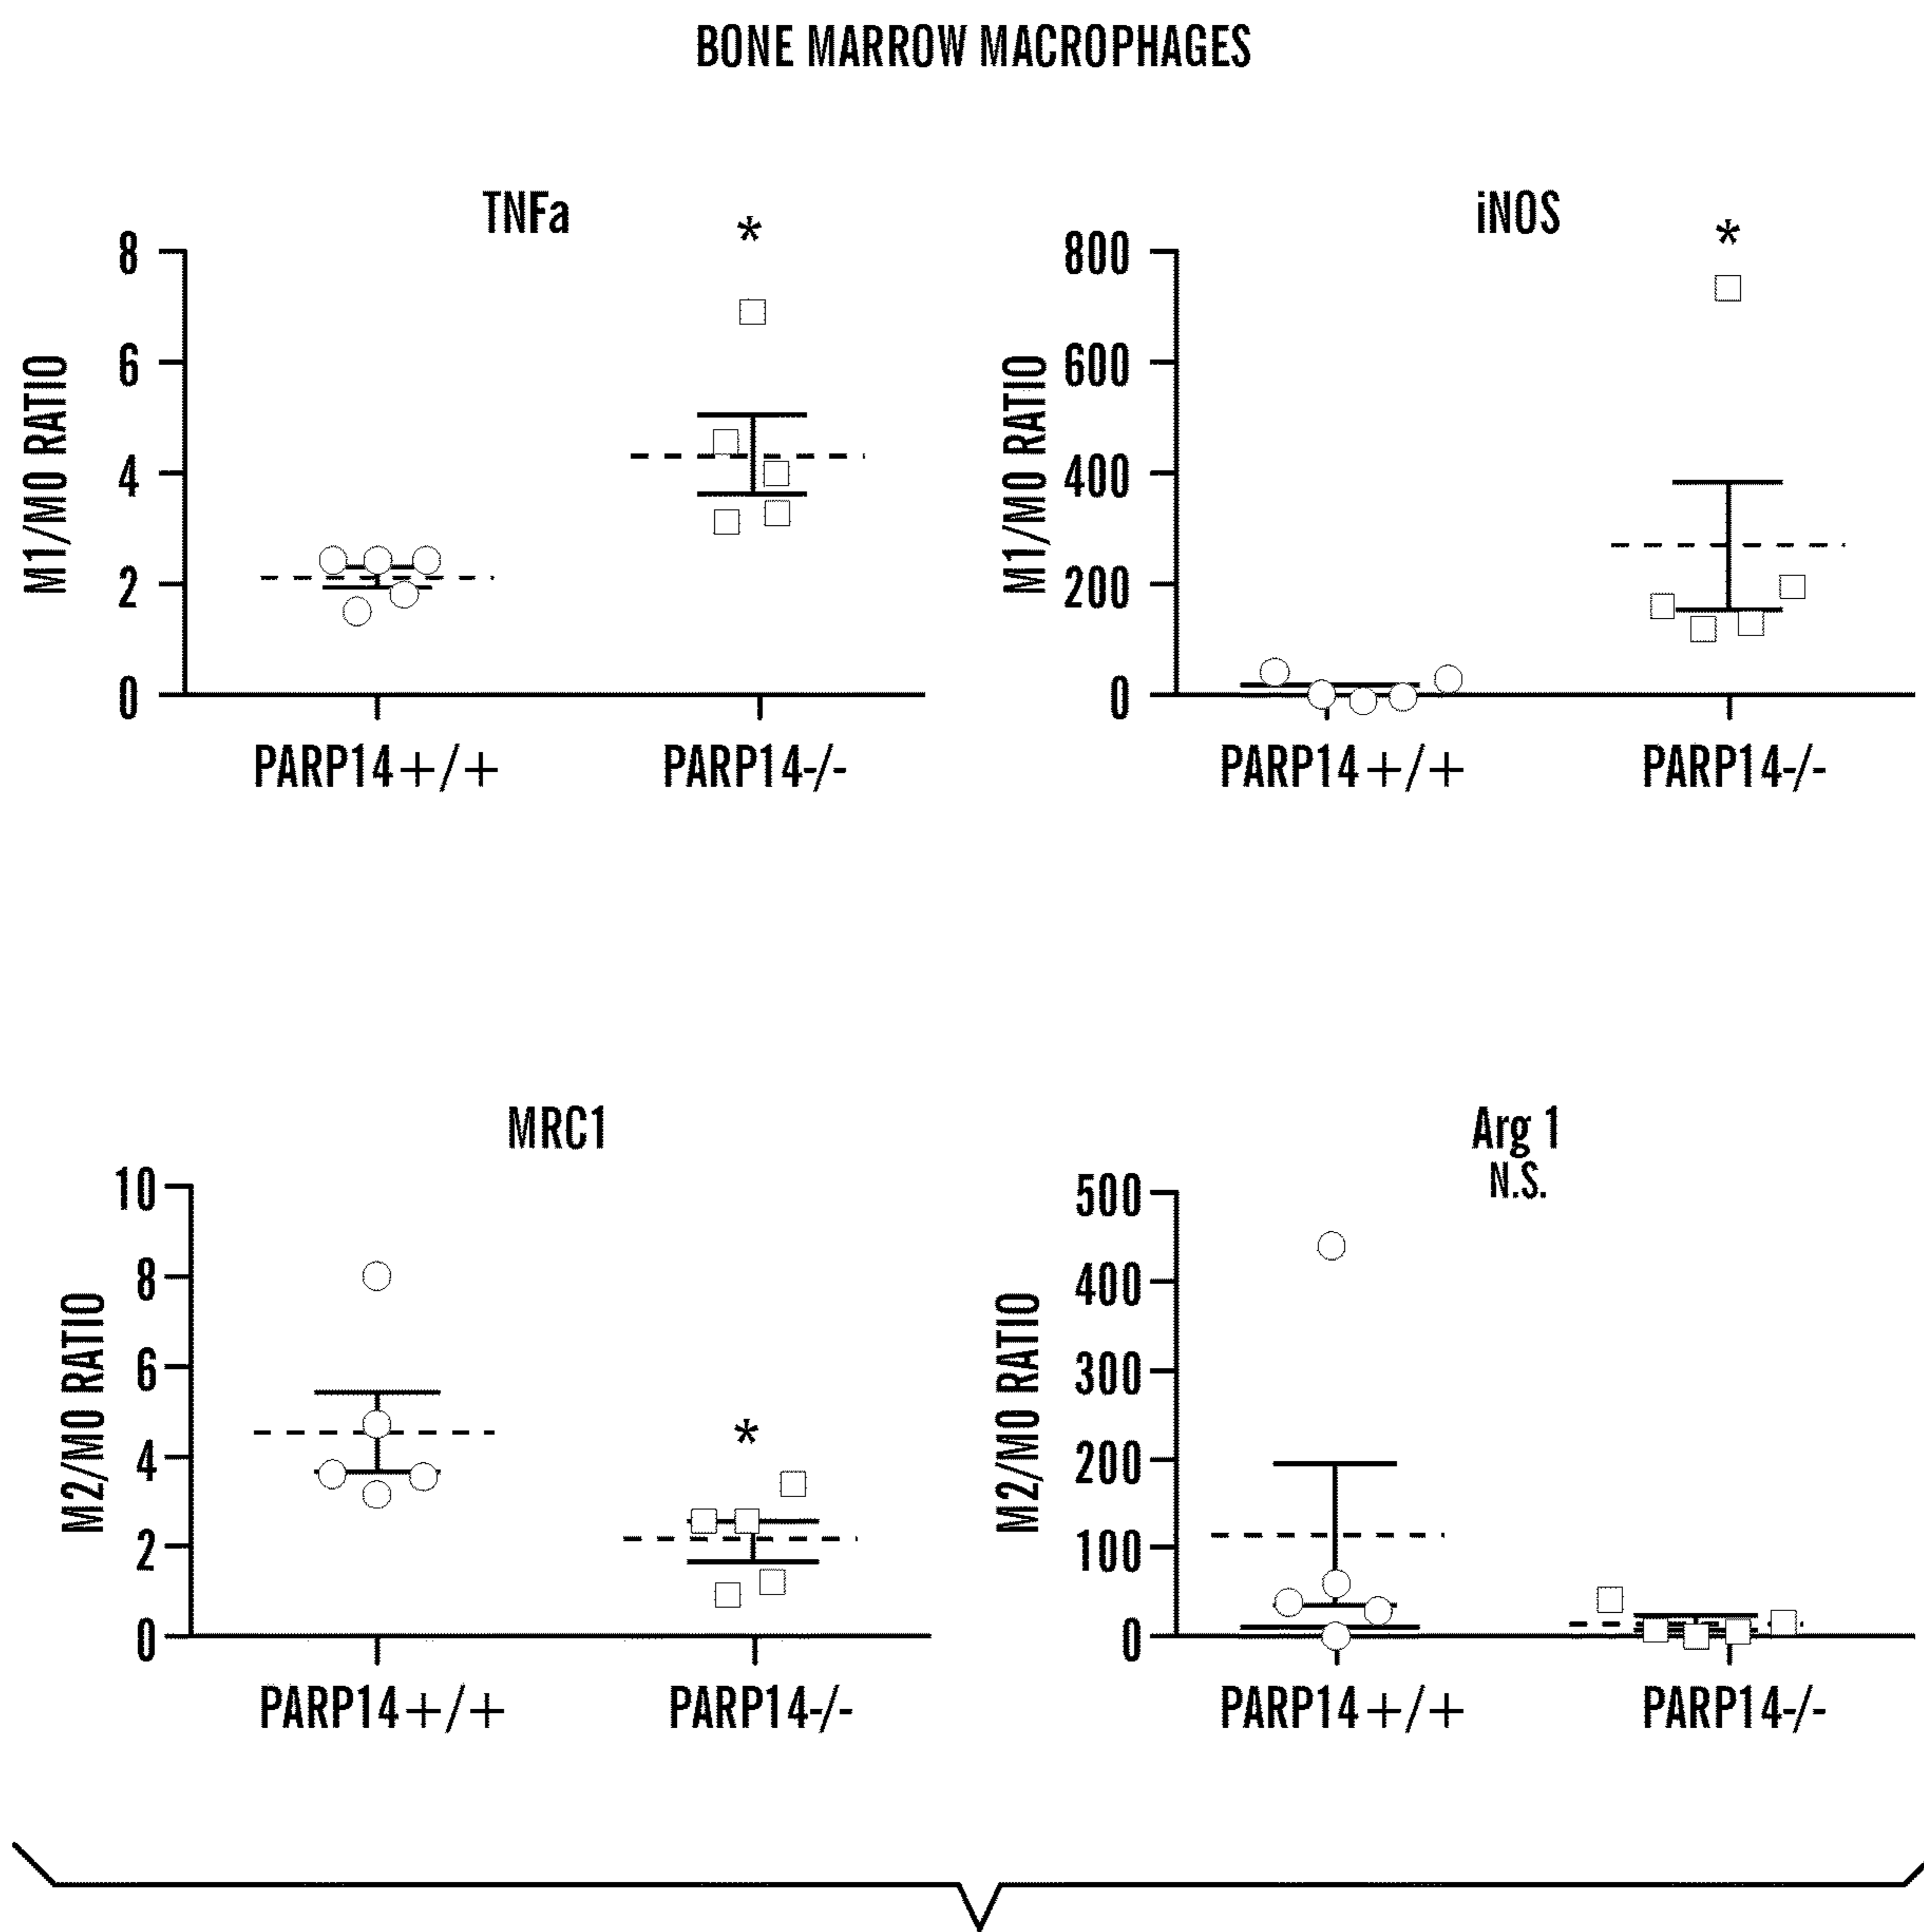 BONE MARROW MACROPHAGES
TNFa
*
M1/M0 RATIO
8
6
4
2
0
PARP14+/+
PARP14-/-
iNOS
*
M1/M0 RATIO
800
600
400
200
0
PARP14+/+
PARP14-/-
MRC1
M2/M0 RATIO
10
8
6
4
2
0
*
PARP14+/+
PARP14-/-
Arg 1
N.S.
M2/M0 RATIO
500
400
300
200
100
0
PARP14+/+
PARP14-/-